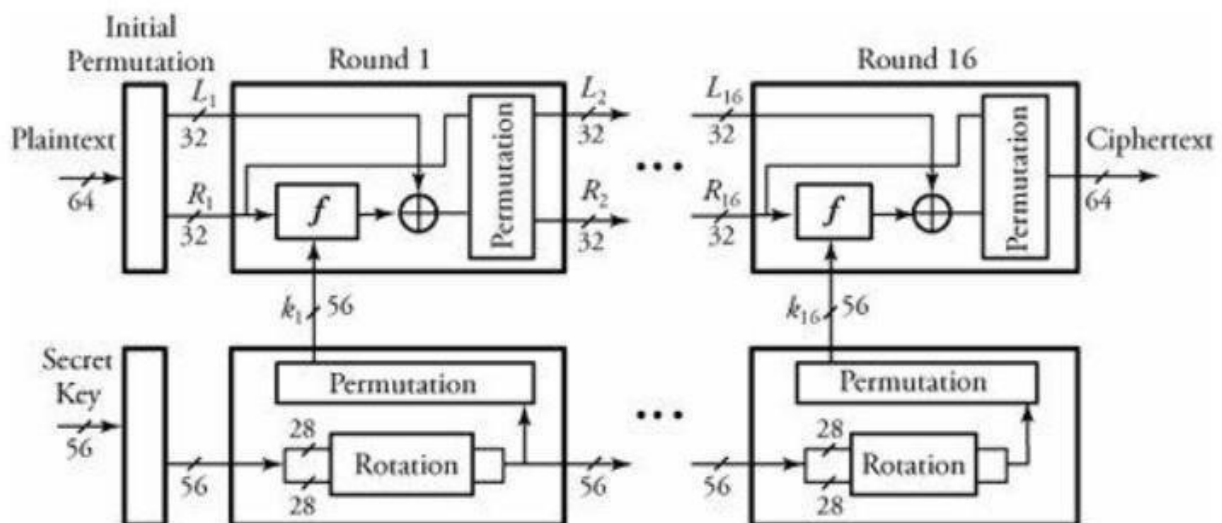 Initial
Permutation
Round 1
Round 16
L₁
32
L₂
32
L₁₆
32
Plaintext
64
Permutation
Permutation
Ciphertext
64
R₁
32
f
R₂
32
R₁₆
32
f
k₁ 56
k₁₆ 56
Secret
Key
56
Permutation
Permutation
28
Rotation
28
56
56
56
28
Rotation
28